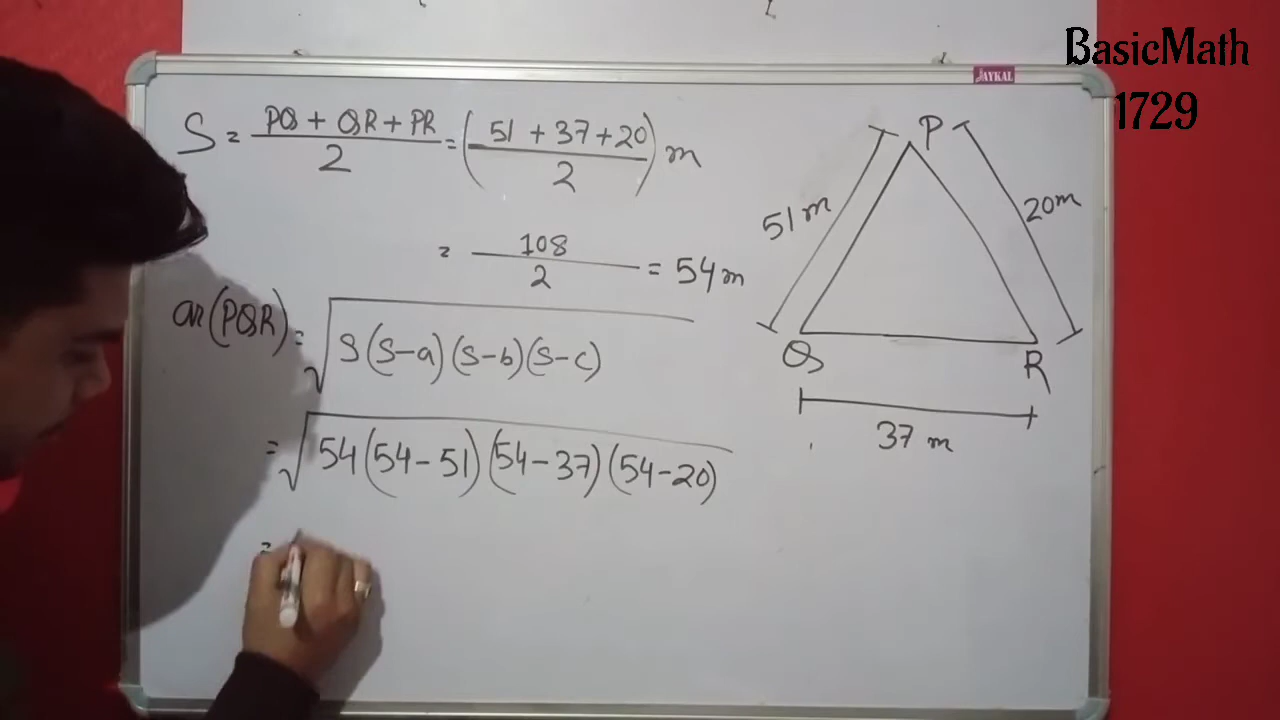 BasicMath
1729
JAYKAL
S = PQ + QR + PR / 2 = (51 + 37 + 20 / 2) m
= 108 / 2 = 54 m
ar(PQR) = √S(S-a)(S-b)(S-c)
= √54(54-51)(54-37)(54-20)
=
P
51 m
20m
Q
R
37 m